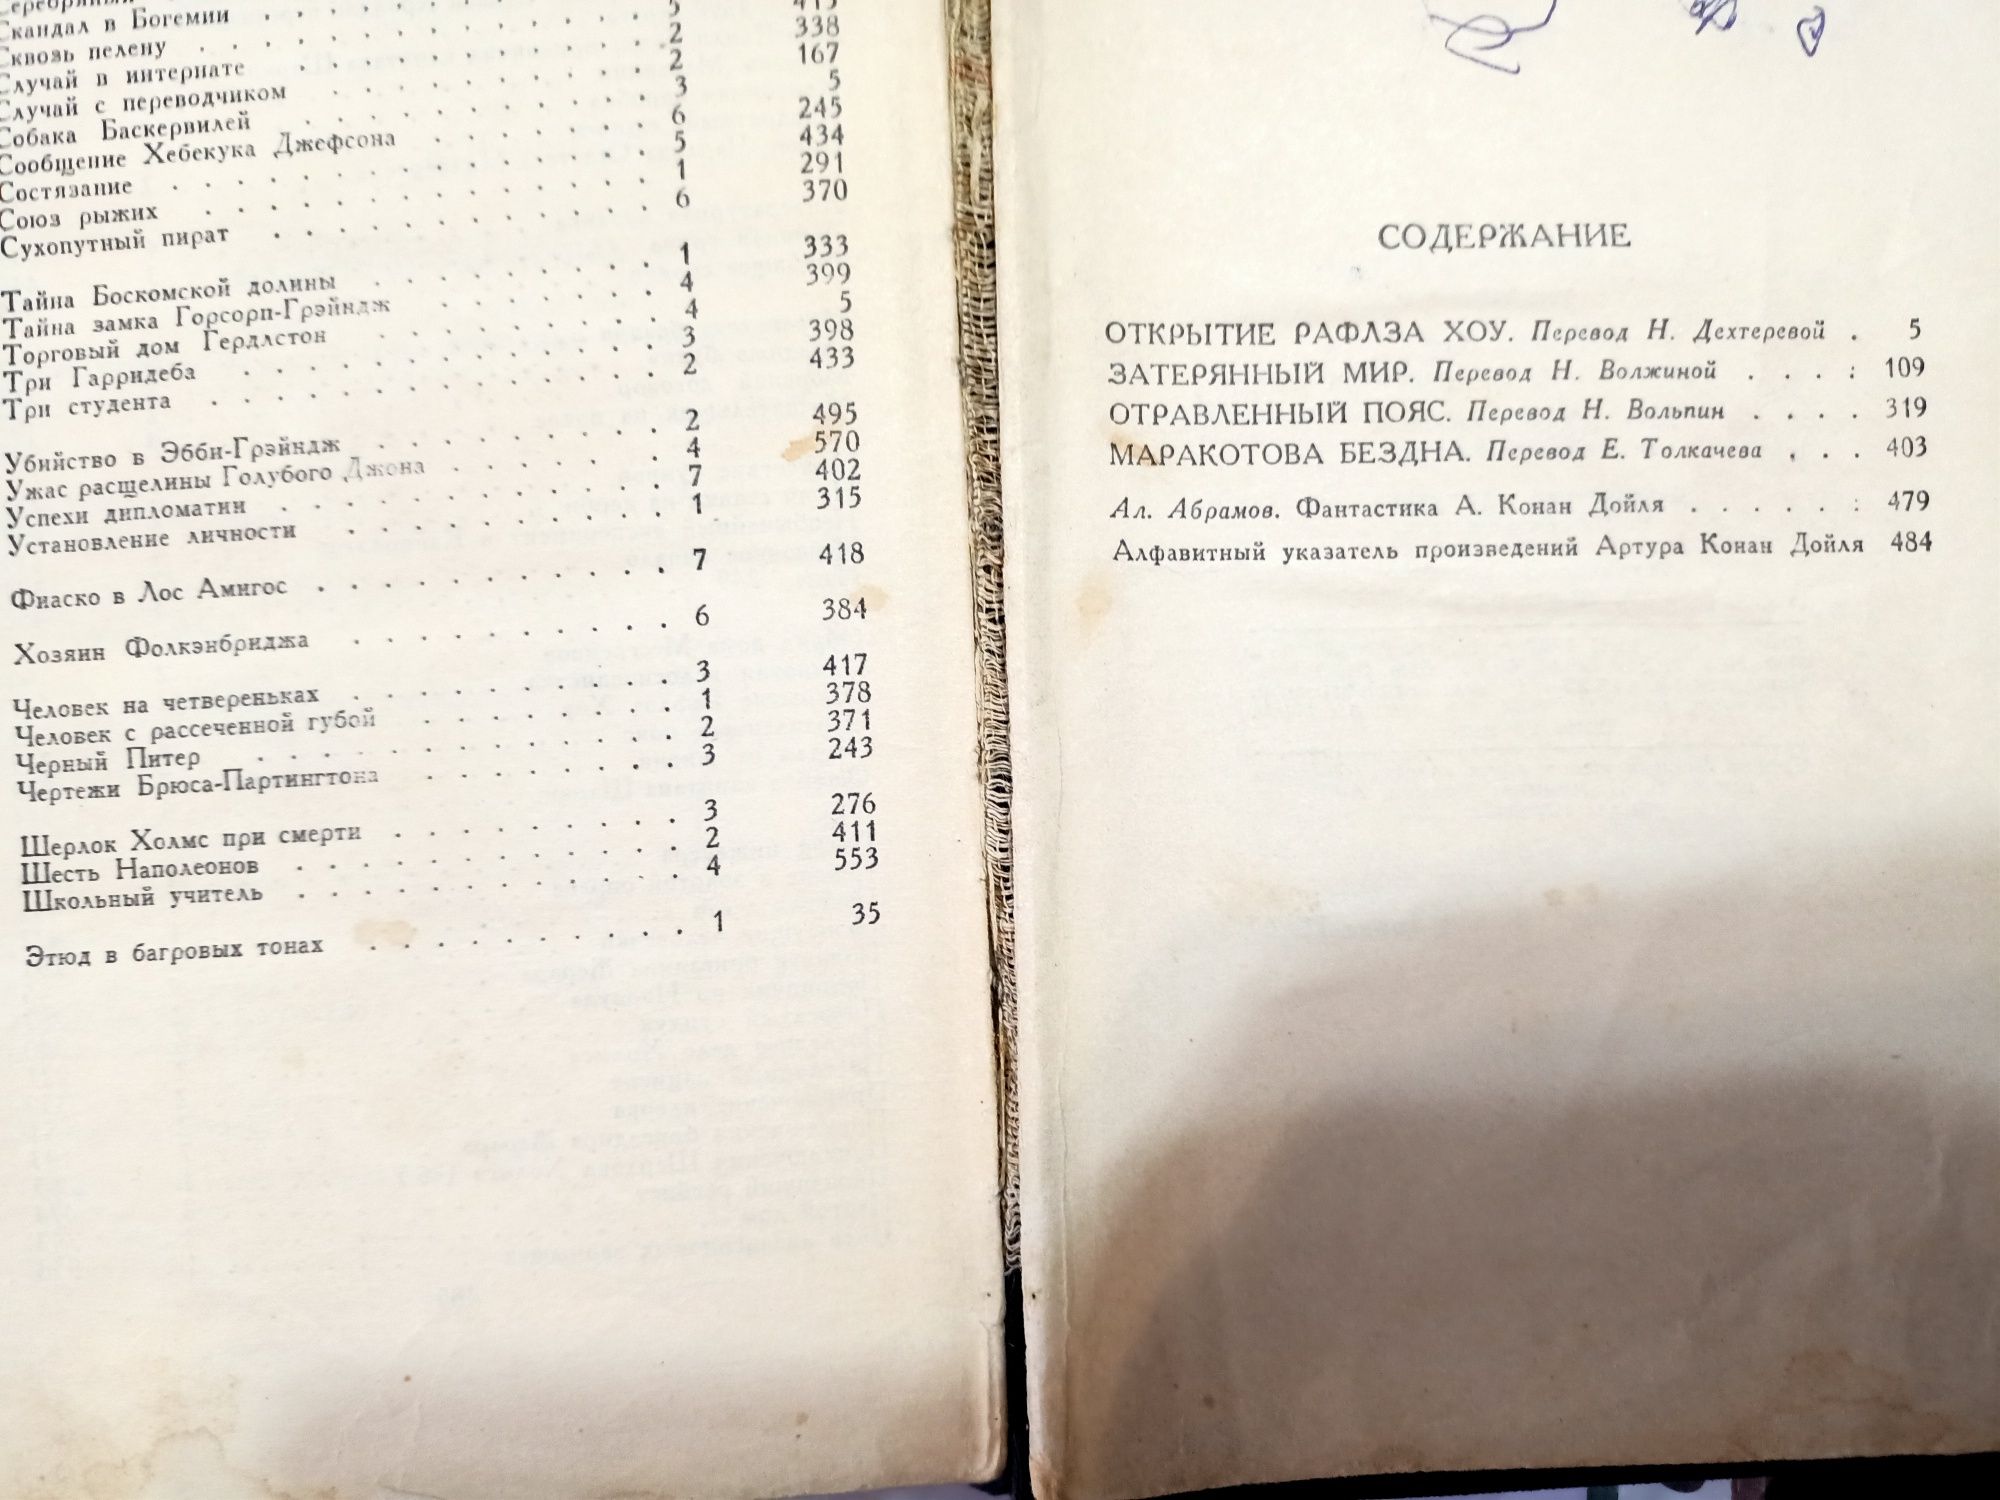 Скандал в Богемии
Сквозь пелену
Случай в интернате . . . 2 338
Случай с переводчиком . . . 2 167
Собака Баскервилей . . . 3 5
Сообщение Хебекука Джефсона . . . 6 245
Состязание . . . 5 434
Союз рыжих . . . 1 291
Сухопутный пират . . . 6 370
Тайна Боскомской долины . . . 1 333
Тайна замка Горсорп-Грэйндж . . . 4 399
Торговый дом Гердлстон . . . 4 5
Три Гарридеба . . . 3 398
Три студента . . . 2 433
Убийство в Эбби-Грэйндж . . . 2 495
Ужас расщелины Голубого Джона . . . 4 570
Успехи дипломатии . . . 7 402
Установление личности . . . 1 315
Фиаско в Лос Амигос . . . 7 418
Хозяин Фолкэнбриджа . . . 6 384
Человек на четвереньках . . . 3 417
Человек с рассеченной губой . . . 1 378
Черный Питер . . . 2 371
Чертежи Брюса-Партингтона . . . 3 243
Шерлок Холмс при смерти . . . 3 276
Шесть Наполеонов . . . 2 411
Школьный учитель . . . 4 553
Этюд в багровых тонах . . . 1 35
СОДЕРЖАНИЕ
ОТКРЫТИЕ РАФЛЗА ХОУ. Перевод Н. Дехтеревой . 5
ЗАТЕРЯННЫЙ МИР. Перевод Н. Волжиной . . . : 109
ОТРАВЛЕННЫЙ ПОЯС. Перевод Н. Вольпин . . . . 319
МАРАКОТОВА БЕЗДНА. Перевод Е. Толкачева . . . 403
Ал. Абрамов. Фантастика А. Конан Дойля . . . . . : 479
Алфавитный указатель произведений Артура Конан Дойля 484